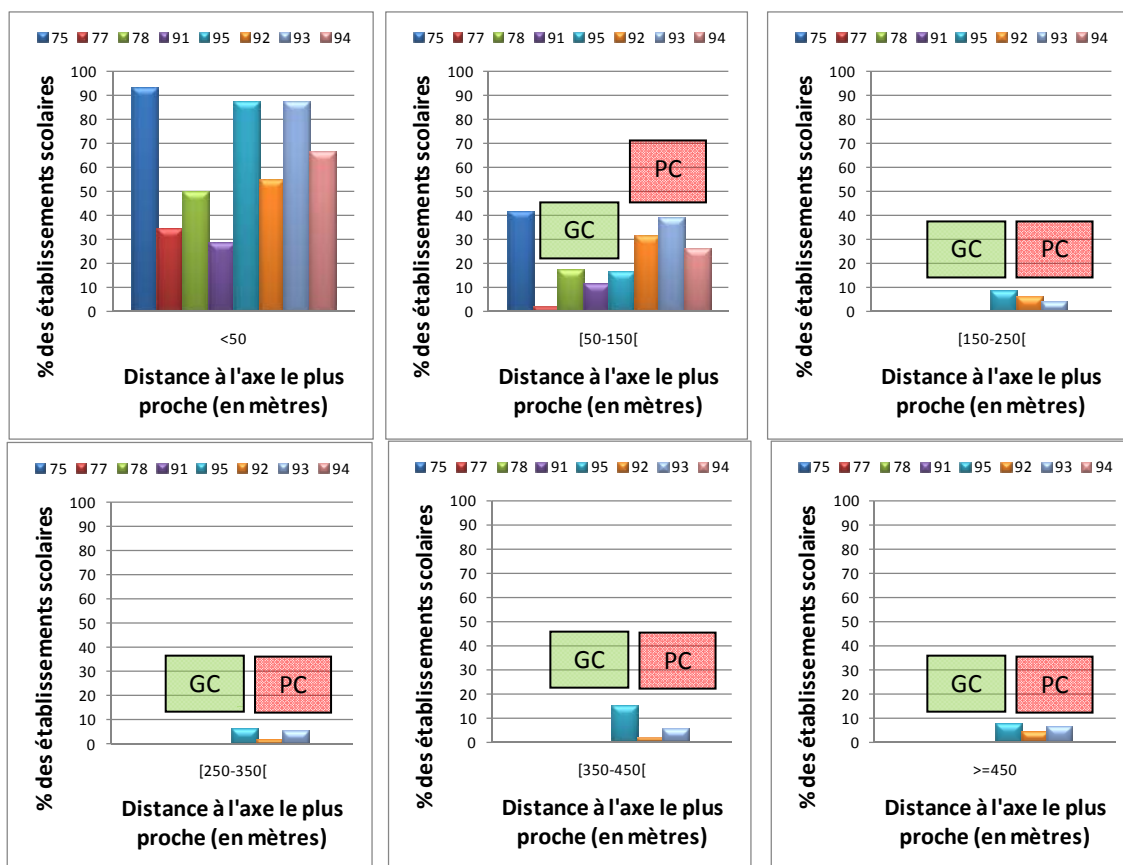 75 77 78 91 95 92 93 94
% des établissements scolaires
100
90
80
70
60
50
40
30
20
10
0
<50
Distance à l'axe le plus
proche (en mètres)
75 77 78 91 95 92 93 94
% des établissements scolaires
100
90
80
70
60
50
40
30
20
10
0
PC
GC
[50-150[
Distance à l'axe le plus
proche (en mètres)
75 77 78 91 95 92 93 94
% des établissements scolaires
100
90
80
70
60
50
40
30
20
10
0
GC PC
[150-250[
Distance à l'axe le plus
proche (en mètres)
75 77 78 91 95 92 93 94
% des établissements scolaires
100
90
80
70
60
50
40
30
20
10
0
GC PC
[250-350[
Distance à l'axe le plus
proche (en mètres)
75 77 78 91 95 92 93 94
% des établissements scolaires
100
90
80
70
60
50
40
30
20
10
0
GC PC
[350-450[
Distance à l'axe le plus
proche (en mètres)
75 77 78 91 95 92 93 94
% des établissements scolaires
100
90
80
70
60
50
40
30
20
10
0
GC PC
>=450
Distance à l'axe le plus
proche (en mètres)